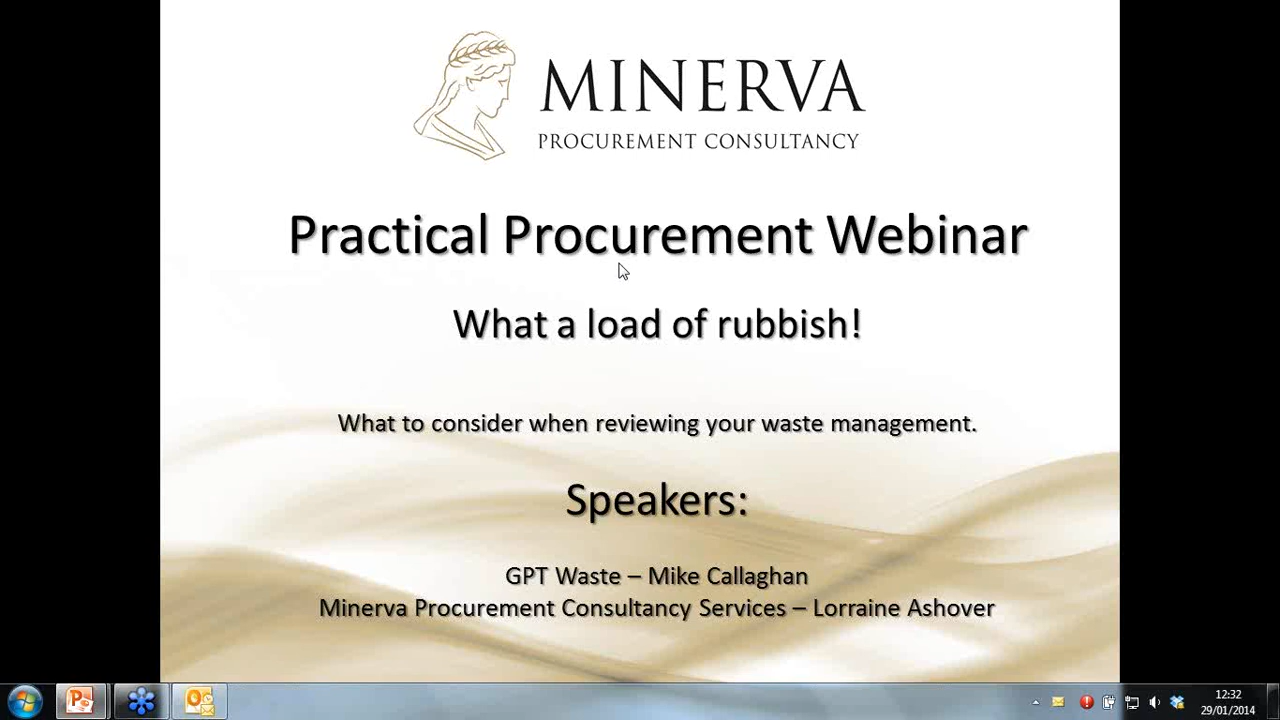 MINERVA
PROCUREMENT CONSULTANCY
Practical Procurement Webinar
What a load of rubbish!
What to consider when reviewing your waste management.
Speakers:
GPT Waste – Mike Callaghan
Minerva Procurement Consultancy Services – Lorraine Ashover
12:32
29/01/2014